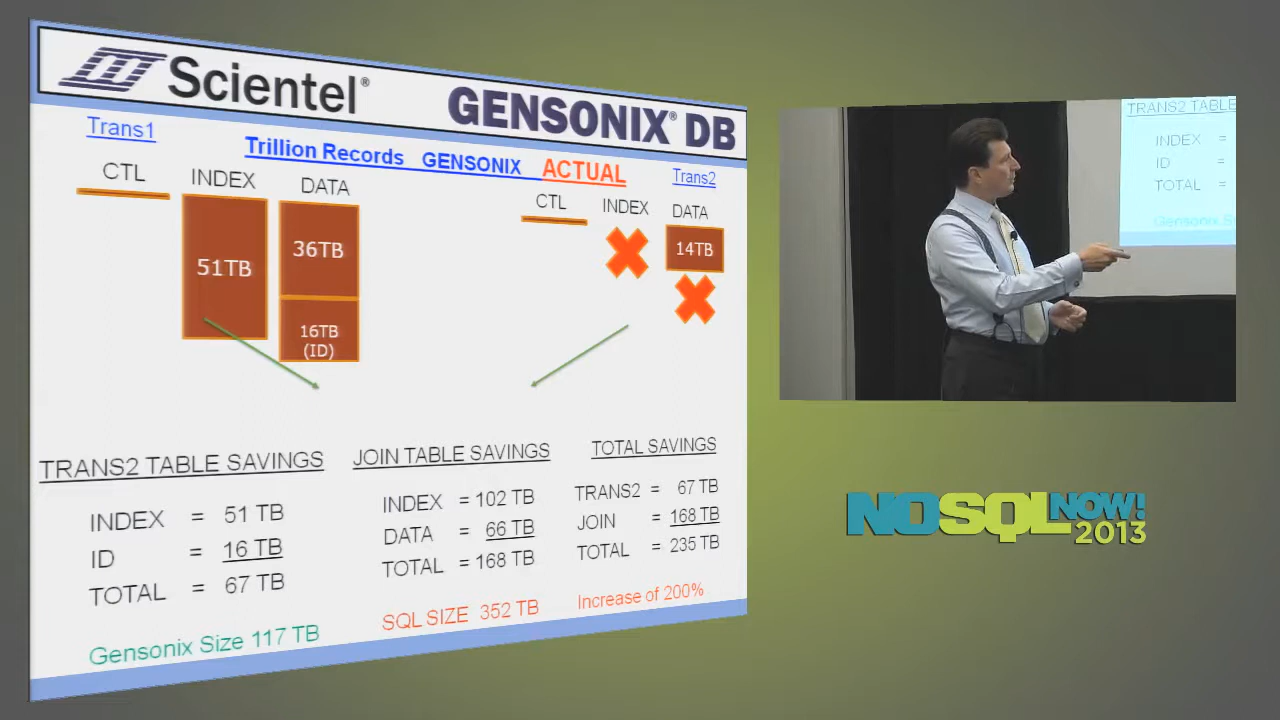 Scientel®
GENSONIX® DB
Trans1
Trillion Records GENSONIX ACTUAL
Trans2
CTL INDEX DATA
CTL INDEX DATA
51TB
36TB
16TB
(ID)
14TB
TRANS2 TABLE SAVINGS
INDEX = 51 TB
ID = 16 TB
TOTAL = 67 TB
Gensonix Size 117 TB
JOIN TABLE SAVINGS
INDEX = 102 TB
DATA = 66 TB
TOTAL = 168 TB
SQL SIZE 352 TB
TOTAL SAVINGS
TRANS2 = 67 TB
JOIN = 168 TB
TOTAL = 235 TB
Increase of 200%
TRANS2 TABLE
INDEX =
ID =
TOTAL =
Gensonix
NOSQL NOW!
2013